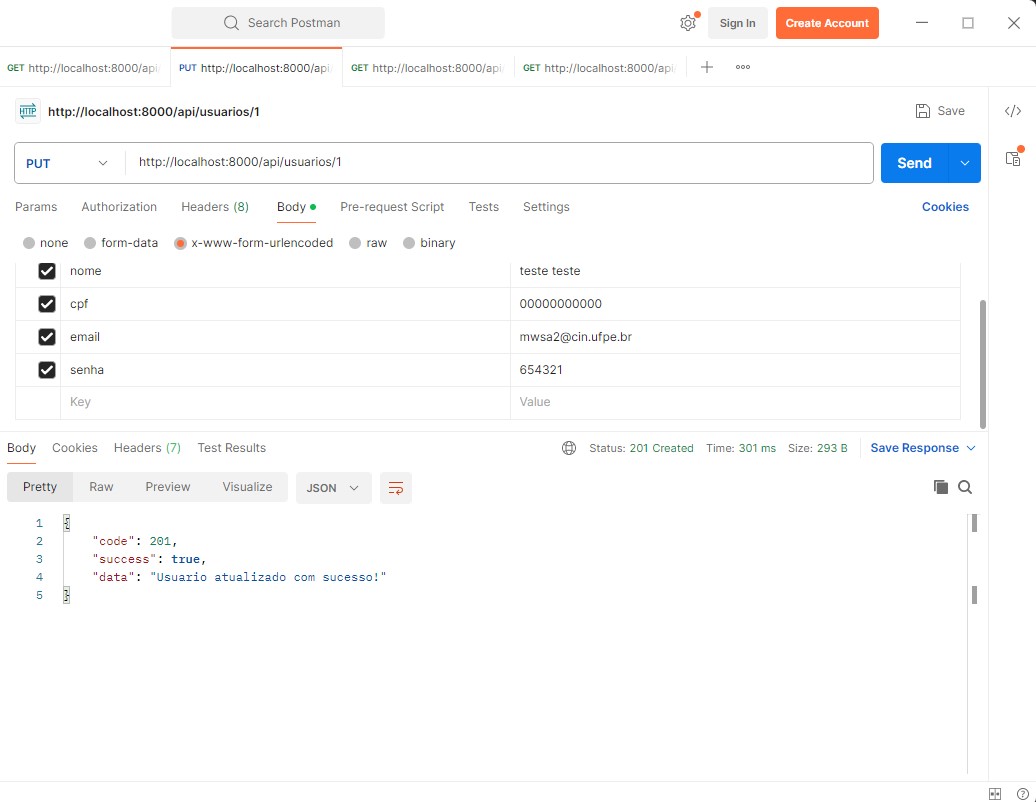 Search Postman
Sign In
Create Account
GET http://localhost:8000/api
PUT http://localhost:8000/api
GET http://localhost:8000/api
GET http://localhost:8000/api
HTTP http://localhost:8000/api/usuarios/1
Save
PUT http://localhost:8000/api/usuarios/1
Send
Params Authorization Headers (8) Body Pre-request Script Tests Settings Cookies
none form-data x-www-form-urlencoded raw binary
nome teste teste
cpf 00000000000
email mwsa2@cin.ufpe.br
senha 654321
Key Value
Body Cookies Headers (7) Test Results Status: 201 Created Time: 301 ms Size: 293 B Save Response
Pretty Raw Preview Visualize JSON
1 {
2 "code": 201,
3 "success": true,
4 "data": "Usuario atualizado com sucesso!"
5 }